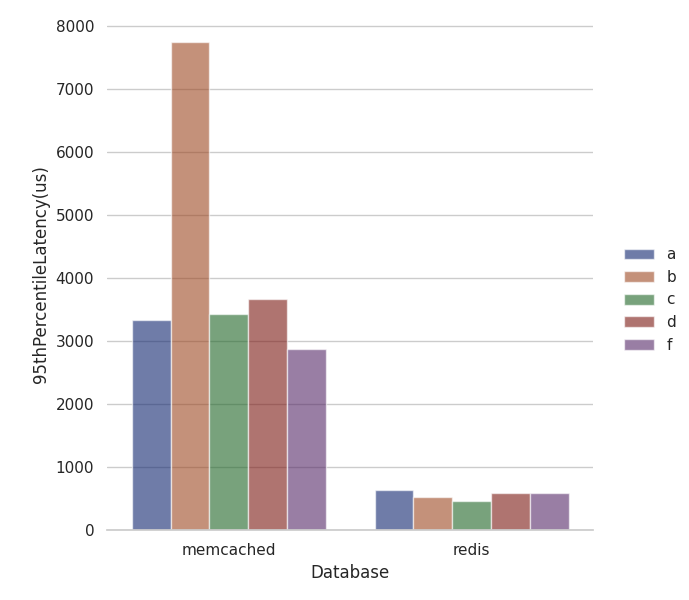 8000
7000
6000
5000
4000
3000
2000
1000
0
95thPercentileLatency(us)
memcached
redis
Database
a
b
c
d
f